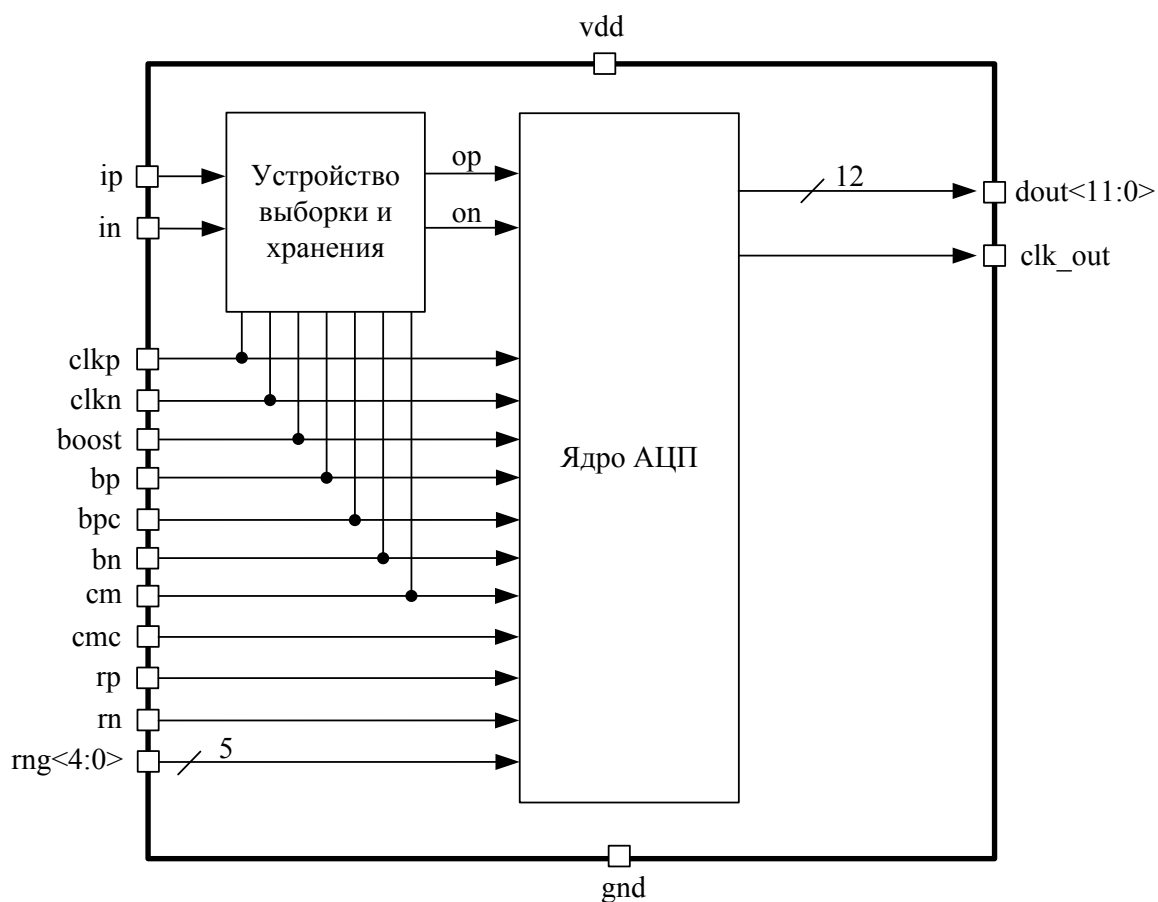 vdd
ip
in
Устройство
выборки и
хранения
op
on
12
dout<11:0>
clk_out
clkp
clkn
boost
bp
bpc
bn
cm
cmc
rp
rn
rng<4:0>
5
Ядро АЦП
gnd